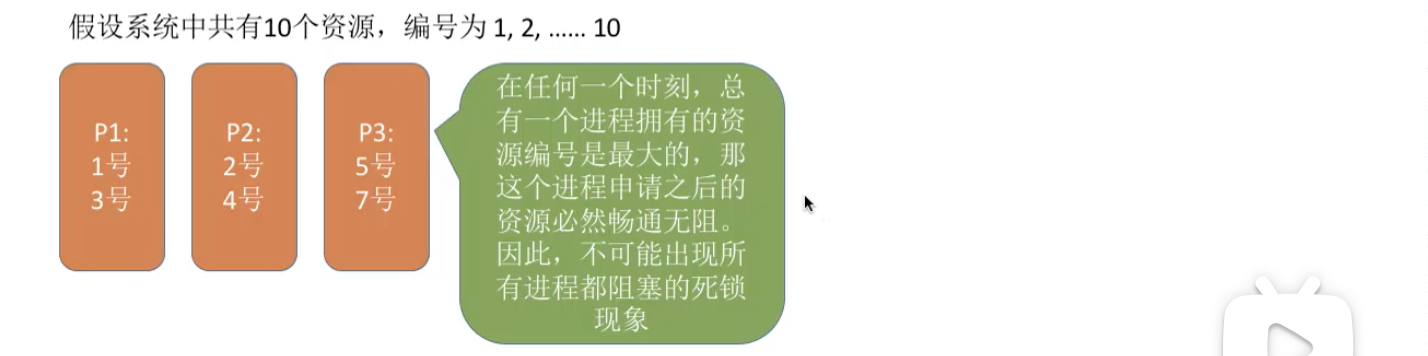 假设系统中共有10个资源，编号为 1, 2, …… 10
P1:
1号
3号
P2:
2号
4号
P3:
5号
7号
在任何一个时刻，总
有一个进程拥有的资
源编号是最大的，那
这个进程申请之后的
资源必然畅通无阻。
因此，不可能出现所
有进程都阻塞的死锁
现象